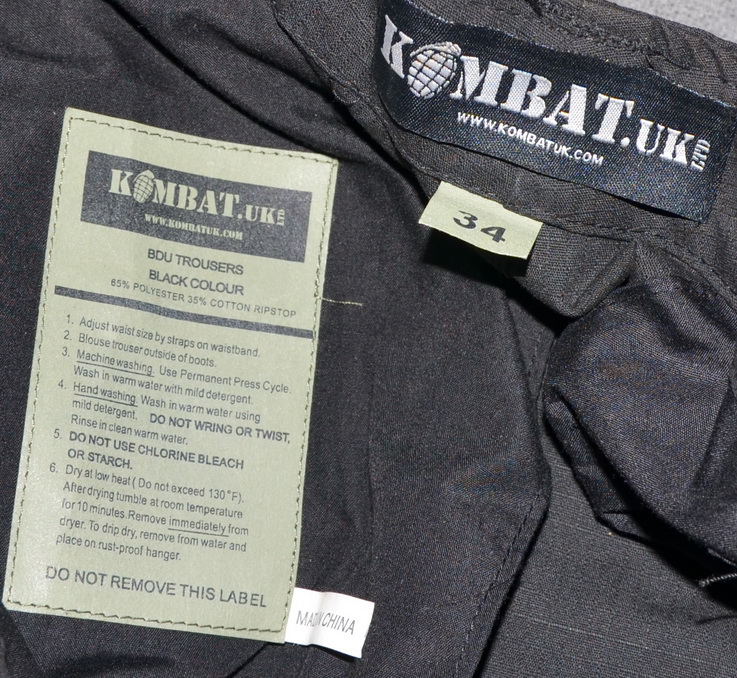 KOMBAT.UK LTD
WWW.KOMBATUK.COM
34
KOMBAT.UK LTD
WWW.KOMBATUK.COM
BDU TROUSERS
BLACK COLOUR
65% POLYESTER 35% COTTON RIPSTOP
1. Adjust waist size by straps on waistband.
2. Blouse trouser outside of boots.
3. Machine washing. Use Permanent Press Cycle.
Wash in warm water with mild detergent.
4. Hand washing. Wash in warm water using
mild detergent. DO NOT WRING OR TWIST,
Rinse in clean warm water.
5. DO NOT USE CHLORINE BLEACH
OR STARCH.
6. Dry at low heat ( Do not exceed 130°F).
After drying tumble at room temperature
for 10 minutes. Remove immediately from
dryer. To drip dry, remove from water and
place on rust-proof hanger.
DO NOT REMOVE THIS LABEL
CHINA